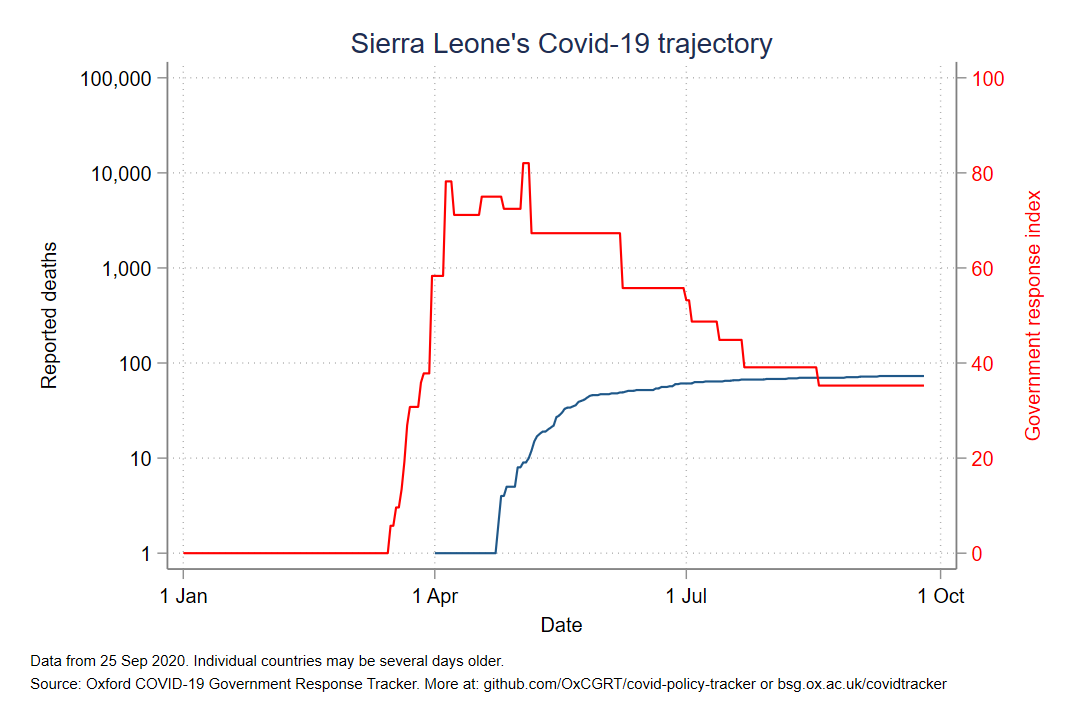 Sierra Leone's Covid-19 trajectory
100,000
10,000
1,000
100
10
1
Reported deaths
100
80
60
40
20
0
Government response index
1 Jan
1 Apr
1 Jul
1 Oct
Date
Data from 25 Sep 2020. Individual countries may be several days older.
Source: Oxford COVID-19 Government Response Tracker. More at: github.com/OxCGRT/covid-policy-tracker or bsg.ox.ac.uk/covidtracker